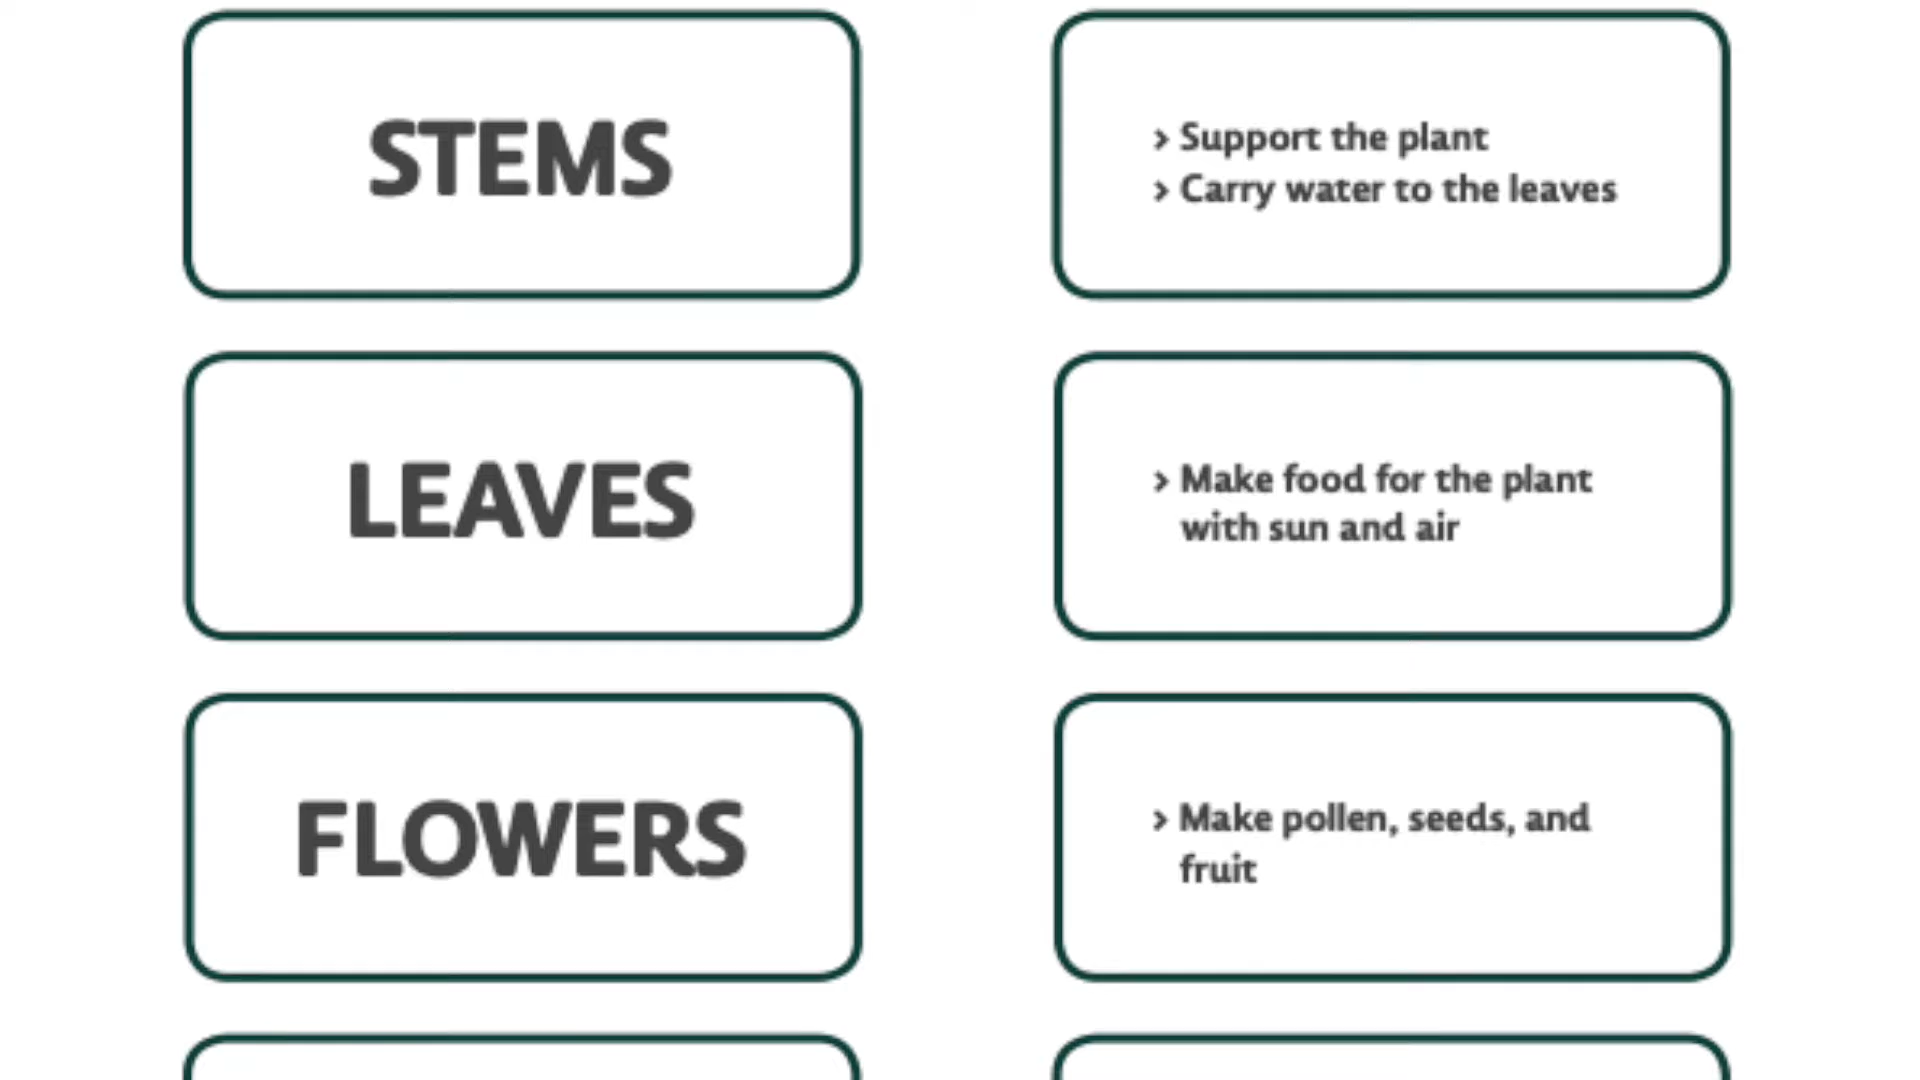 STEMS
› Support the plant
› Carry water to the leaves
LEAVES
› Make food for the plant
with sun and air
FLOWERS
› Make pollen, seeds, and
fruit